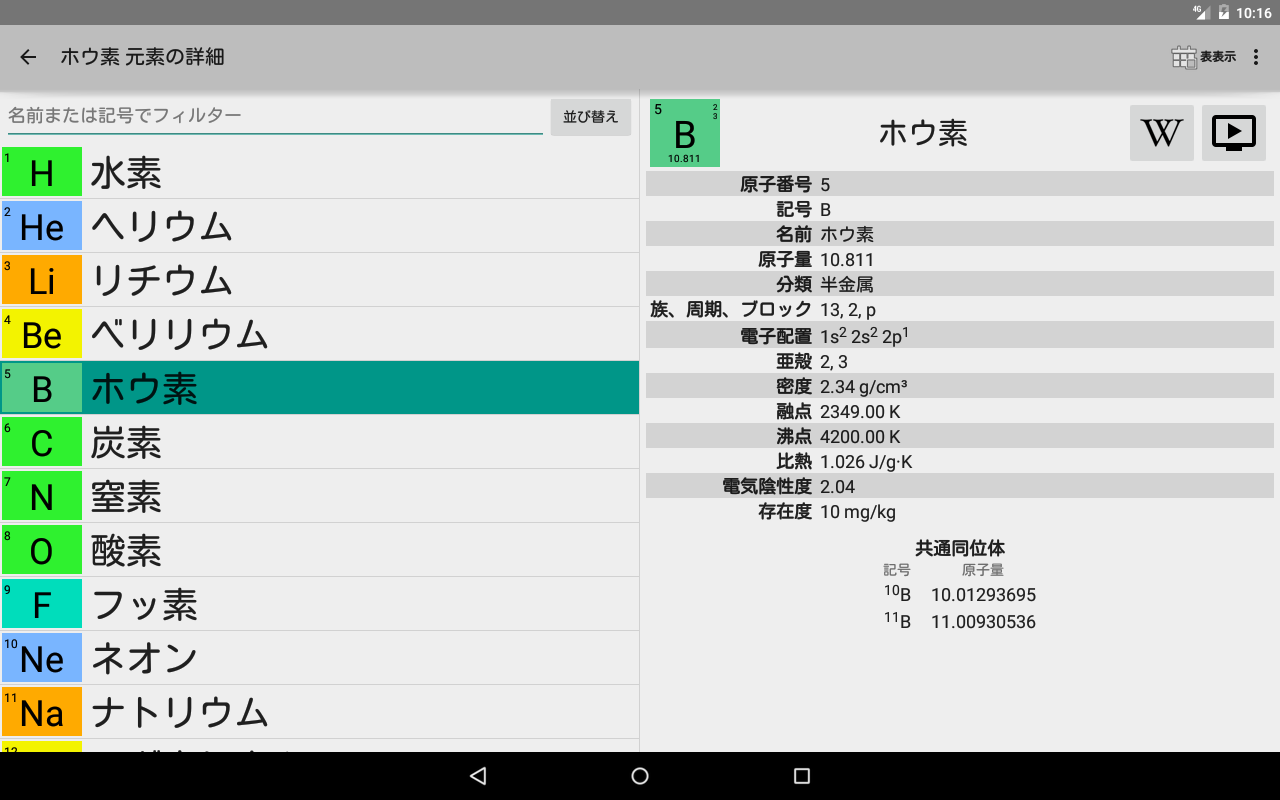 4G 10:16
ホウ素 元素の詳細
表表示
名前または記号でフィルター
並び替え
1 H 水素
2 He ヘリウム
3 Li リチウム
4 Be ベリリウム
5 B ホウ素
6 C 炭素
7 N 窒素
8 O 酸素
9 F フッ素
10 Ne ネオン
11 Na ナトリウム
12
5 2
3
B
10.811
ホウ素
W
原子番号 5
記号 B
名前 ホウ素
原子量 10.811
分類 半金属
族、周期、ブロック 13, 2, p
電子配置 1s² 2s² 2p¹
亜殻 2, 3
密度 2.34 g/cm³
融点 2349.00 K
沸点 4200.00 K
比熱 1.026 J/g·K
電気陰性度 2.04
存在度 10 mg/kg
共通同位体
記号 原子量
¹⁰B 10.01293695
¹¹B 11.00930536